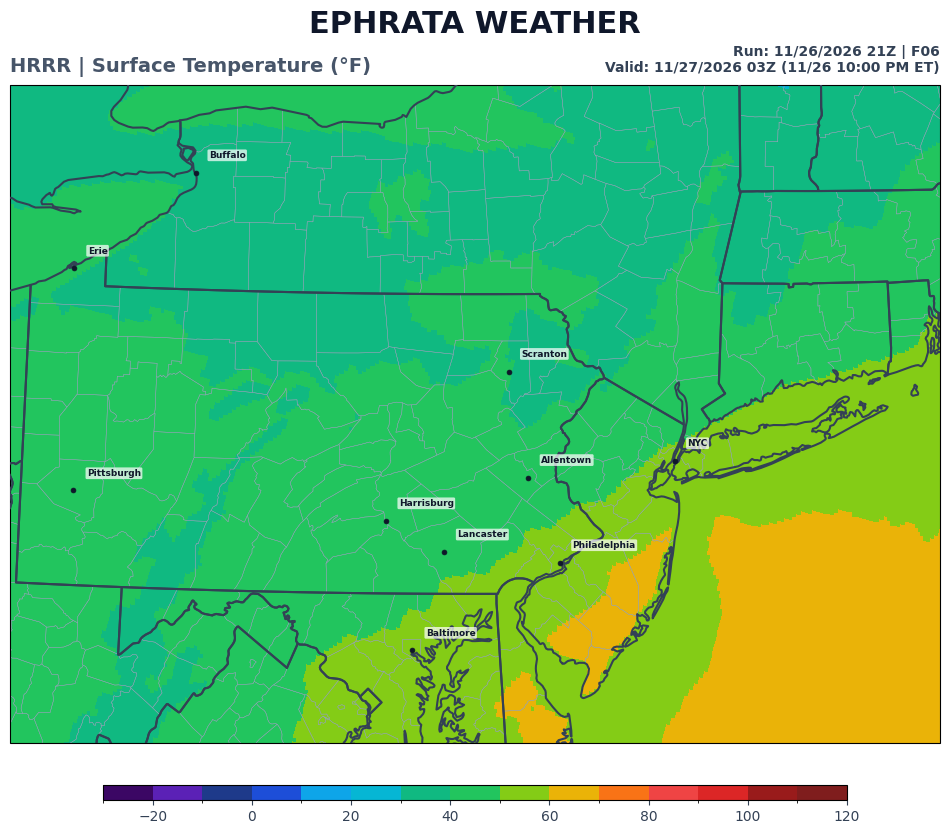 EPHRATA WEATHER
HRRR | Surface Temperature (°F)
Run: 11/26/2026 21Z | F06
Valid: 11/27/2026 03Z (11/26 10:00 PM ET)
Buffalo
Erie
Scranton
NYC
Allentown
Pittsburgh
Harrisburg
Lancaster
Philadelphia
Baltimore
−20 0 20 40 60 80 100 120